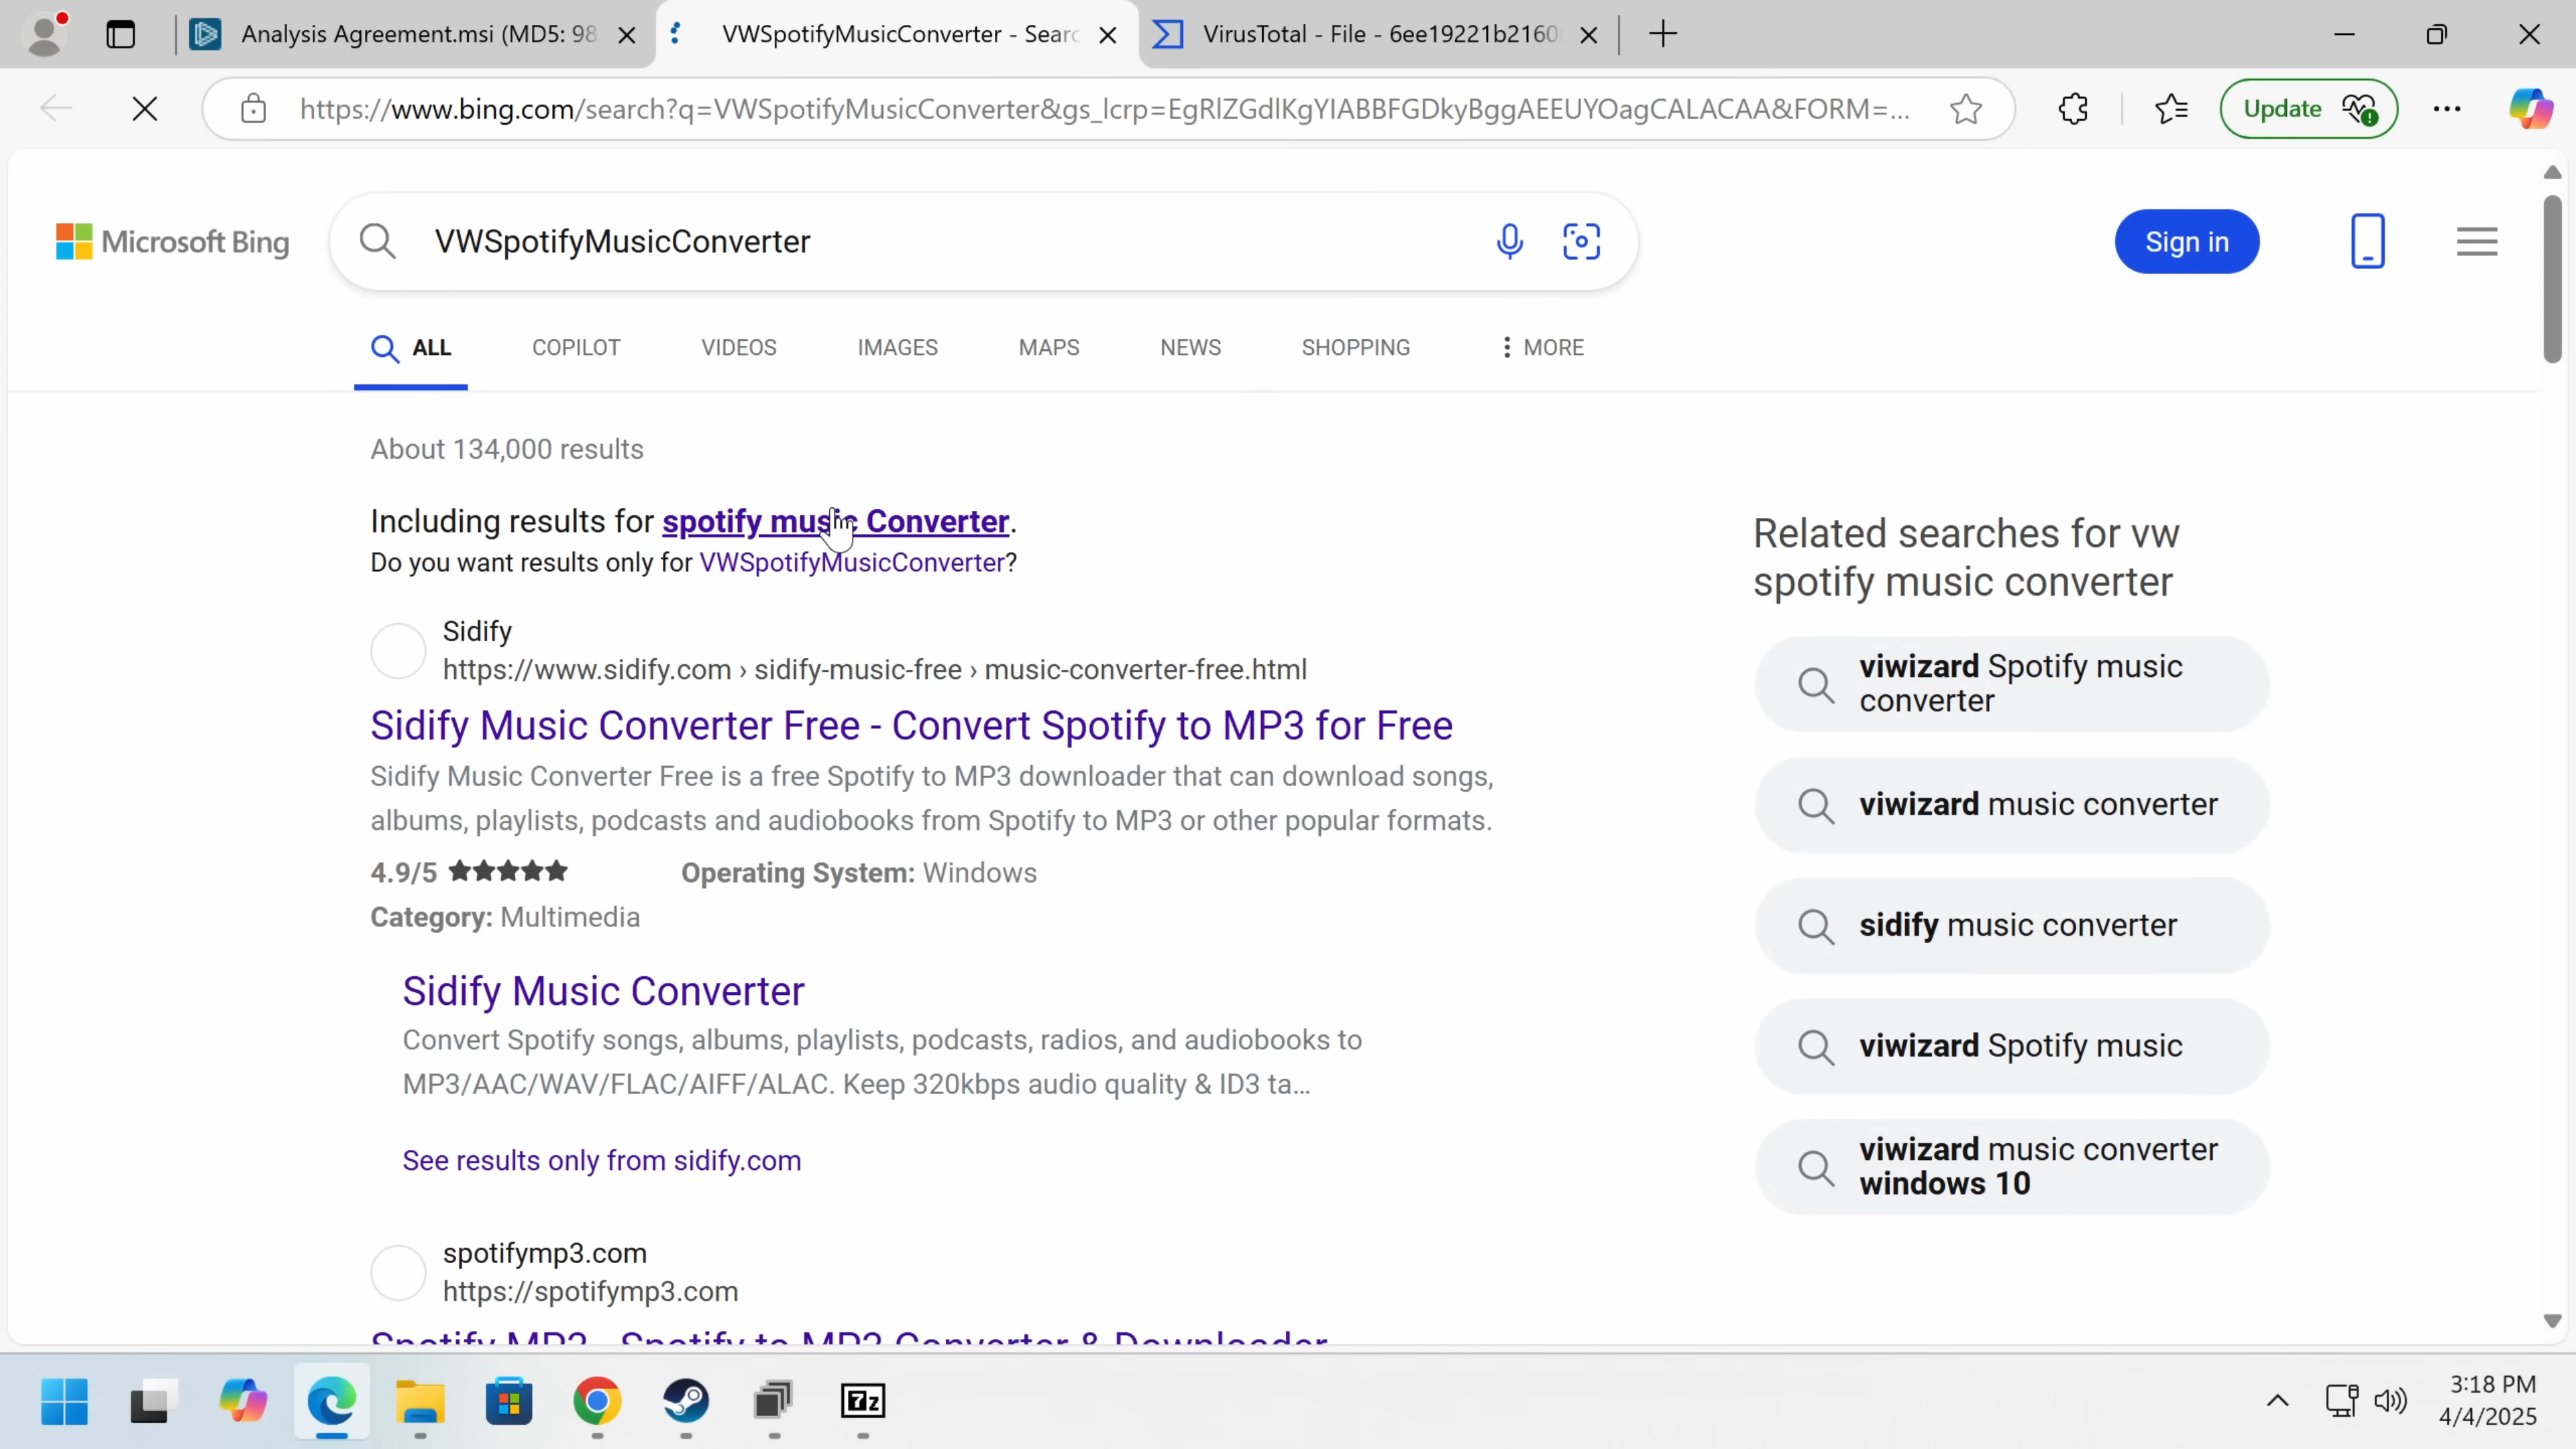 Analysis Agreement.msi (MD5: 98
VWSpotifyMusicConverter - Searc
VirusTotal - File - 6ee19221b2160
https://www.bing.com/search?q=VWSpotifyMusicConverter&gs_lcrp=EgRlZGdlKgYIABBFGDkyBggAEEUYOagCALACAA&FORM=...
Update
Microsoft Bing
VWSpotifyMusicConverter
Sign in
ALL
COPILOT
VIDEOS
IMAGES
MAPS
NEWS
SHOPPING
MORE
About 134,000 results
Including results for spotify music Converter.
Do you want results only for VWSpotifyMusicConverter?
Sidify
https://www.sidify.com › sidify-music-free › music-converter-free.html
Sidify Music Converter Free - Convert Spotify to MP3 for Free
Sidify Music Converter Free is a free Spotify to MP3 downloader that can download songs,
albums, playlists, podcasts and audiobooks from Spotify to MP3 or other popular formats.
4.9/5 ★★★★★ Operating System: Windows
Category: Multimedia
Sidify Music Converter
Convert Spotify songs, albums, playlists, podcasts, radios, and audiobooks to
MP3/AAC/WAV/FLAC/AIFF/ALAC. Keep 320kbps audio quality & ID3 ta...
See results only from sidify.com
spotifymp3.com
https://spotifymp3.com
Spotify MP3 - Spotify to MP3 Converter & Downloader
Related searches for vw
spotify music converter
viwizard Spotify music
converter
viwizard music converter
sidify music converter
viwizard Spotify music
viwizard music converter
windows 10
7z
3:18 PM
4/4/2025